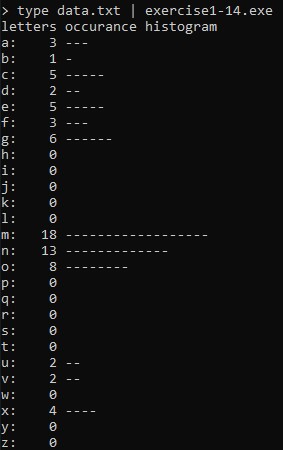 > type data.txt | exercise1-14.exe
letters occurance histogram
a:    3 ---
b:    1 -
c:    5 -----
d:    2 --
e:    5 -----
f:    3 ---
g:    6 ------
h:    0
i:    0
j:    0
k:    0
l:    0
m:   18 ------------------
n:   13 -------------
o:    8 --------
p:    0
q:    0
r:    0
s:    0
t:    0
u:    2 --
v:    2 --
w:    0
x:    4 ----
y:    0
z:    0